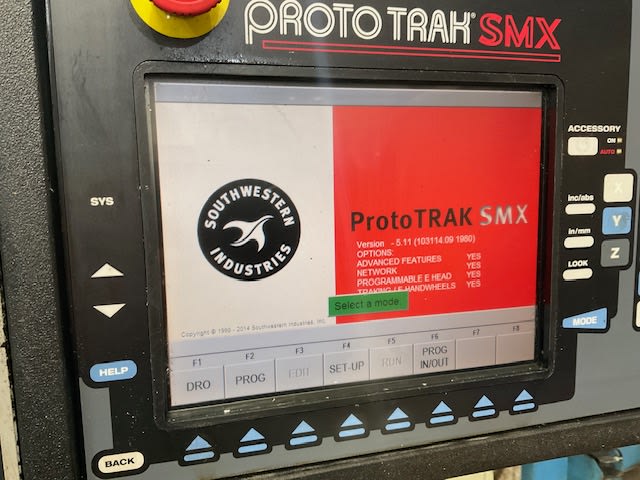 PROTO TRAK® SMX
ACCESSORY
ON
AUTO
SYS
inc/abs
in/mm
LOOK
X
Y
Z
MODE
HELP
BACK
SOUTHWESTERN
INDUSTRIES
ProtoTRAK SMX
Version - 5.11 (103114.09 1980)
OPTIONS:
ADVANCED FEATURES YES
NETWORK YES
PROGRAMMABLE E HEAD YES
TRAKING / E HANDWHEELS YES
Select a mode.
Copyright © 1998 - 2014 Southwestern Industries, Inc.
F1 F2 F3 F4 F5 F6 F7 F8
DRO PROG EDIT SET-UP RUN PROG IN/OUT